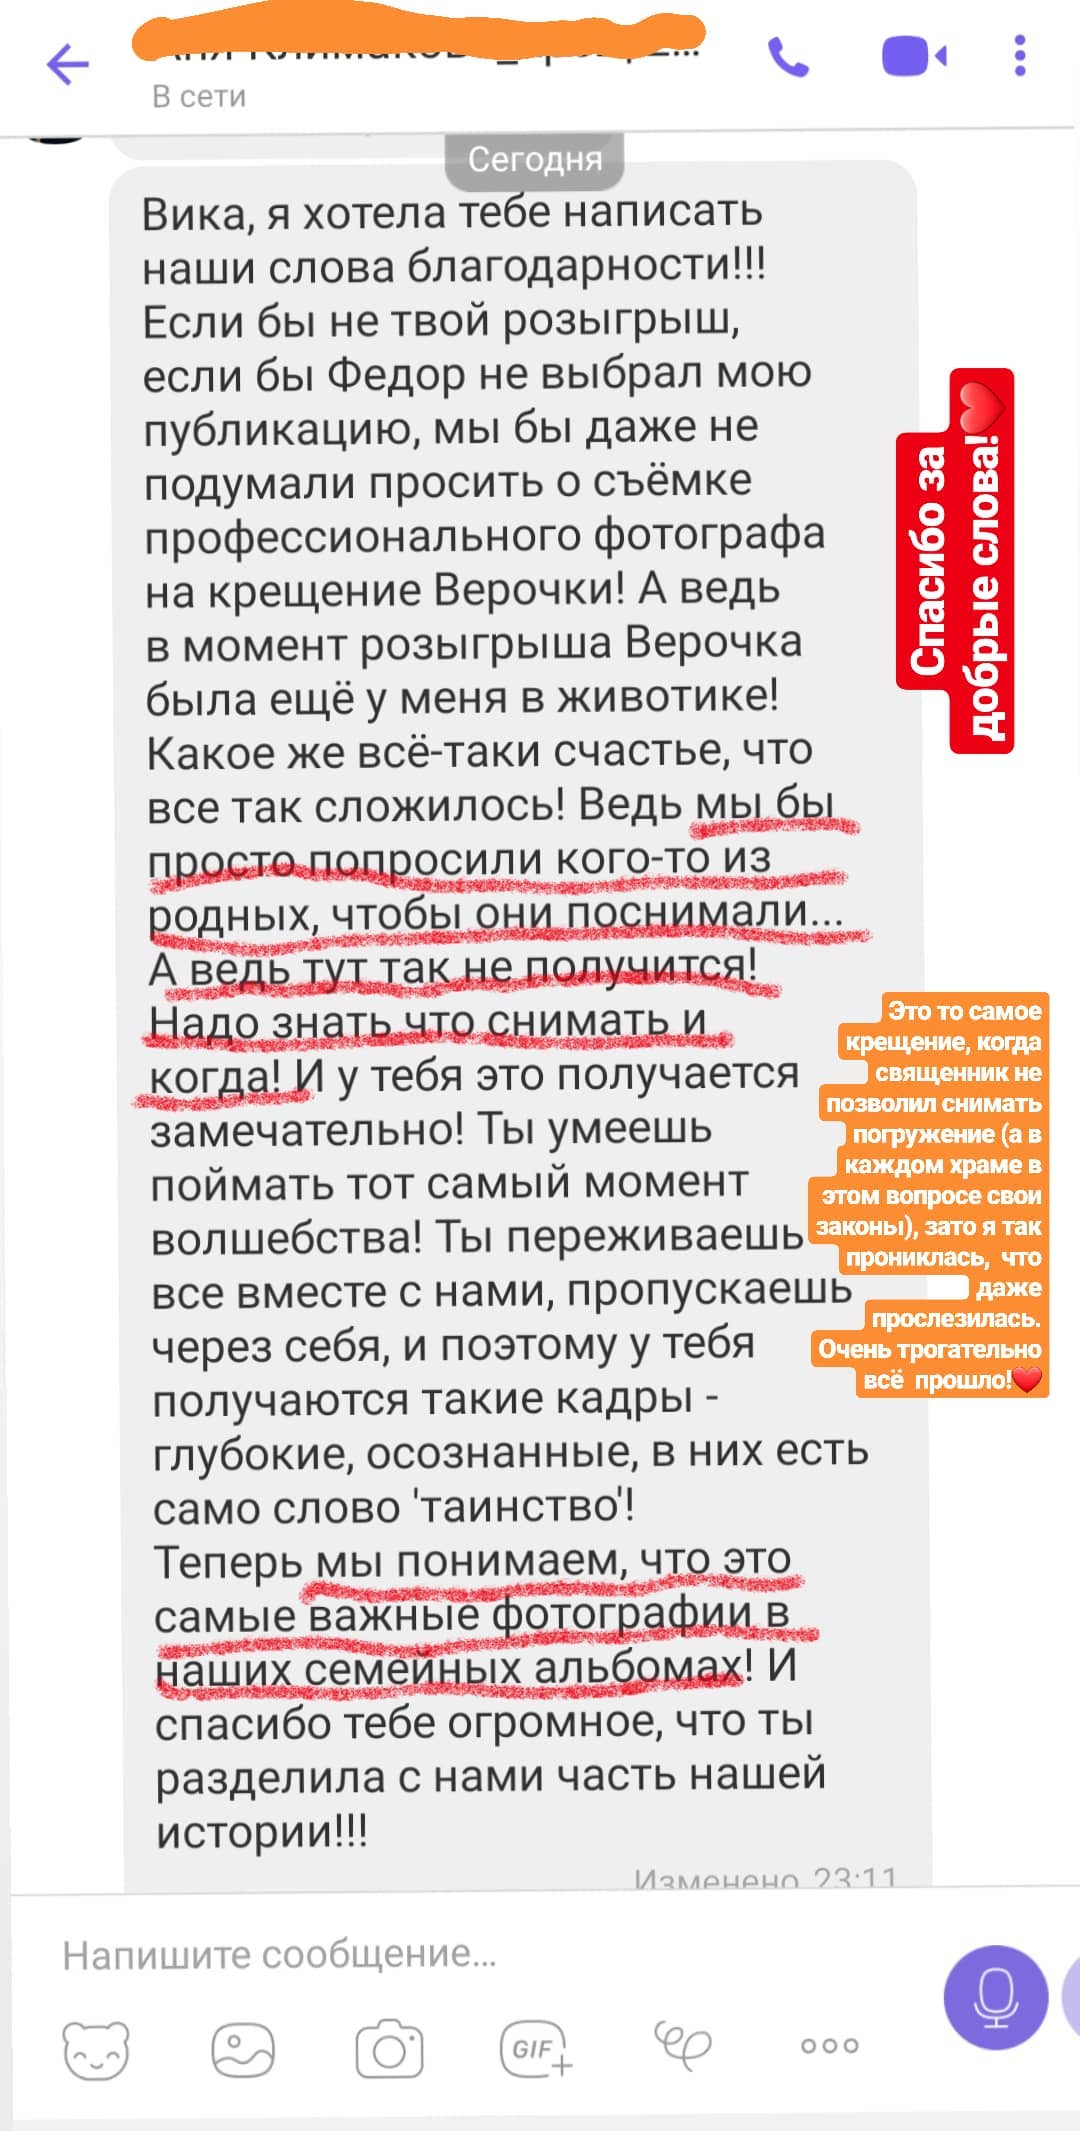 В сети
Сегодня
Вика, я хотела тебе написать
наши слова благодарности!!!
Если бы не твой розыгрыш,
если бы Федор не выбрал мою
публикацию, мы бы даже не
подумали просить о съёмке
профессионального фотографа
на крещение Верочки! А ведь
в момент розыгрыша Верочка
была ещё у меня в животике!
Какое же всё-таки счастье, что
все так сложилось! Ведь мы бы
просто попросили кого-то из
родных, чтобы они поснимали...
А ведь тут так не получится!
Надо знать что снимать и
когда! И у тебя это получается
замечательно! Ты умеешь
поймать тот самый момент
волшебства! Ты переживаешь
все вместе с нами, пропускаешь
через себя, и поэтому у тебя
получаются такие кадры -
глубокие, осознанные, в них есть
само слово 'таинство'!
Теперь мы понимаем, что это
самые важные фотографии в
наших семейных альбомах! И
спасибо тебе огромное, что ты
разделила с нами часть нашей
истории!!!
Изменено 23:11
Спасибо за
добрые слова!❤
Это то самое
крещение, когда
священник не
позволил снимать
погружение (а в
каждом храме в
этом вопросе свои
законы), зато я так
прониклась, что
даже
прослезилась.
Очень трогательно
всё прошло!❤
Напишите сообщение...
GIF